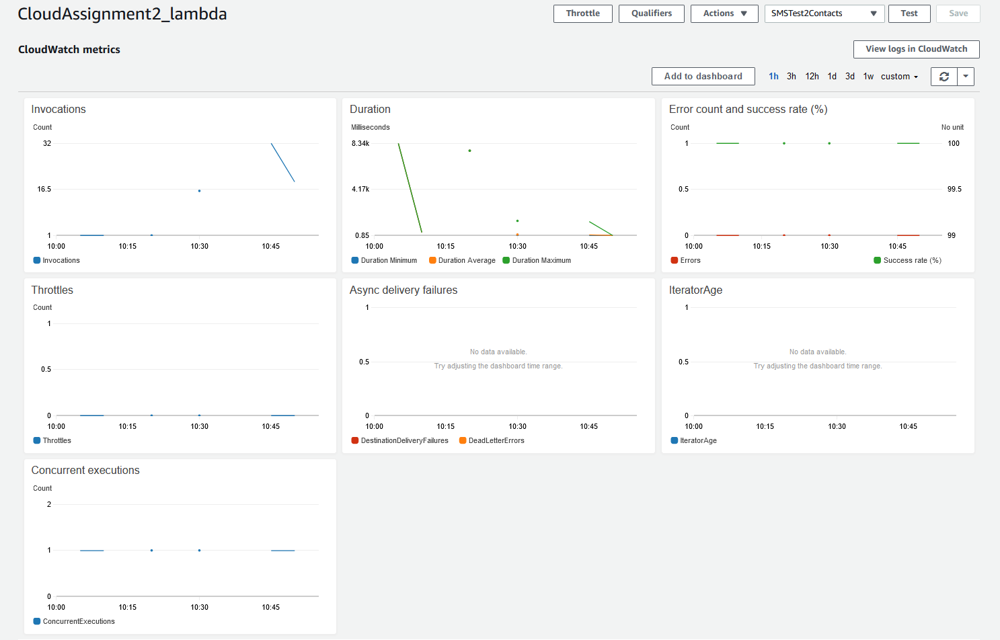 CloudAssignment2_lambda
Throttle Qualifiers Actions SMSTest2Contacts Test Save
CloudWatch metrics
View logs in CloudWatch
Add to dashboard 1h 3h 12h 1d 3d 1w custom
Invocations
Count
32
16.5
1
10:00 10:15 10:30 10:45
Invocations
Duration
Milliseconds
8.34k
4.17k
0.85
10:00 10:15 10:30 10:45
Duration Minimum Duration Average Duration Maximum
Error count and success rate (%)
Count No unit
1 100
0.5 99.5
0 99
10:00 10:15 10:30 10:45
Errors Success rate (%)
Throttles
Count
1
0.5
0
10:00 10:15 10:30 10:45
Throttles
Async delivery failures
1
No data available.
0.5
Try adjusting the dashboard time range.
0
10:00 10:15 10:30 10:45
DestinationDeliveryFailures DeadLetterErrors
IteratorAge
1
No data available.
0.5
Try adjusting the dashboard time range.
0
10:00 10:15 10:30 10:45
IteratorAge
Concurrent executions
Count
2
1
0
10:00 10:15 10:30 10:45
ConcurrentExecutions